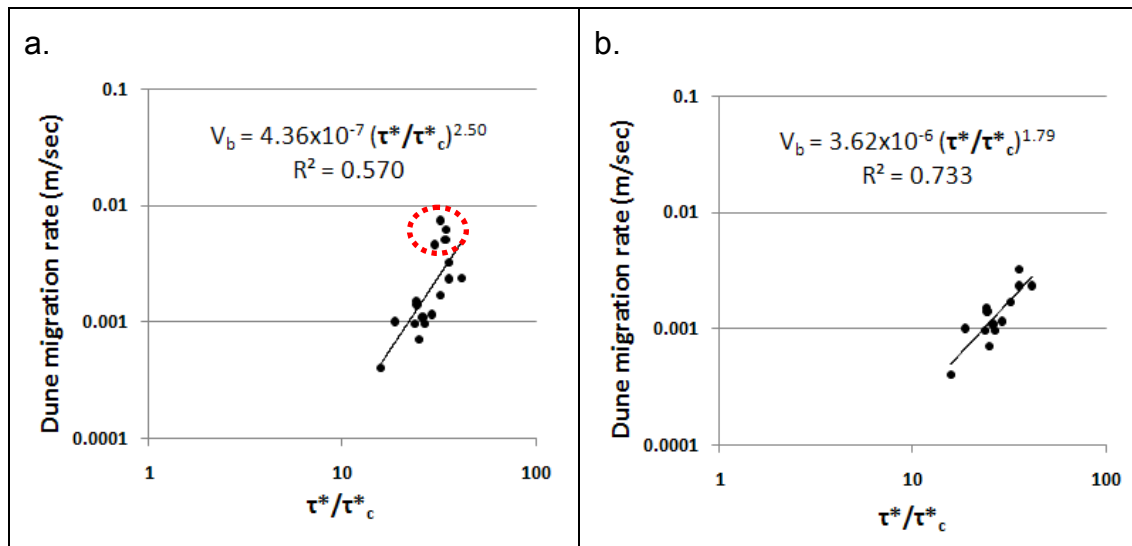 a.
0.1
V_b = 4.36x10^-7 (τ*/τ*_c)^2.50
R² = 0.570
0.01
0.001
0.0001
Dune migration rate (m/sec)
1 10 100
τ*/τ*_c
b.
0.1
V_b = 3.62x10^-6 (τ*/τ*_c)^1.79
R² = 0.733
0.01
0.001
0.0001
Dune migration rate (m/sec)
1 10 100
τ*/τ*_c